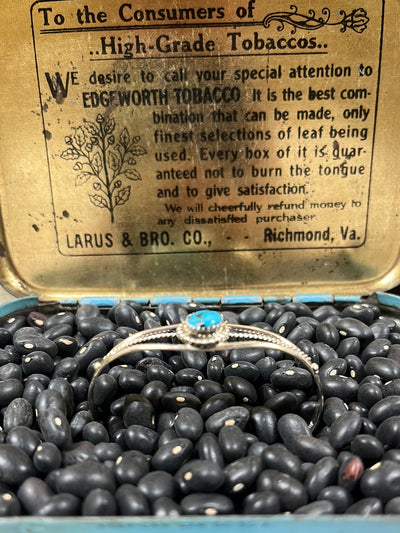 To the Consumers of
..High-Grade Tobaccos..
WE desire to call your special attention to
EDGEWORTH TOBACCO. It is the best com-
bination that can be made, only
finest selections of leaf being
used. Every box of it is guar-
anteed not to burn the tongue
and to give satisfaction.
We will cheerfully refund money to
any dissatisfied purchaser.
LARUS & BRO. CO., - - Richmond, Va.